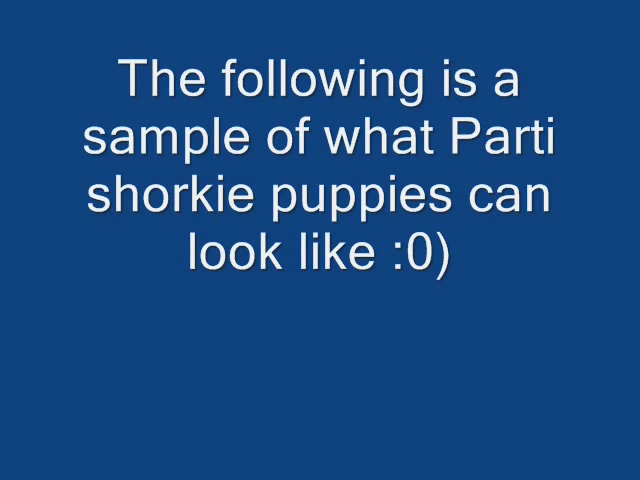 The following is a
sample of what Parti
shorkie puppies can
look like :0)